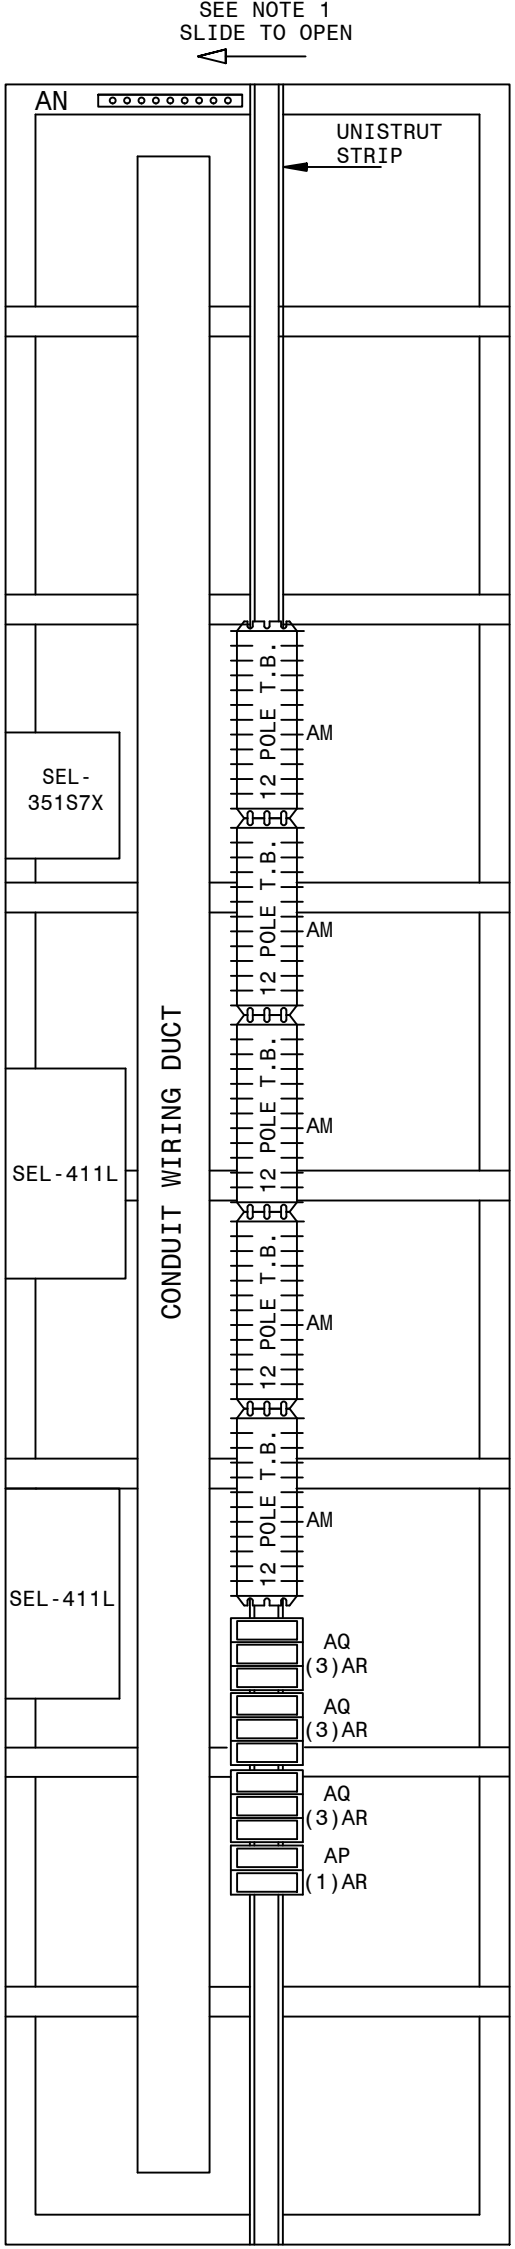 SEE NOTE 1
SLIDE TO OPEN
AN
UNISTRUT
STRIP
12 POLE T.B.
AM
SEL-
351S7X
12 POLE T.B.
AM
CONDUIT WIRING DUCT
12 POLE T.B.
AM
SEL-411L
12 POLE T.B.
AM
12 POLE T.B.
AM
SEL-411L
AQ
(3)AR
AQ
(3)AR
AQ
(3)AR
AP
(1)AR